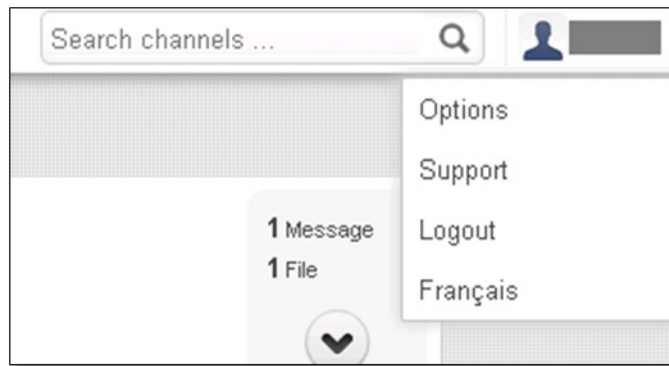 Search channels ...
Options
Support
Logout
Français
1 Message
1 File